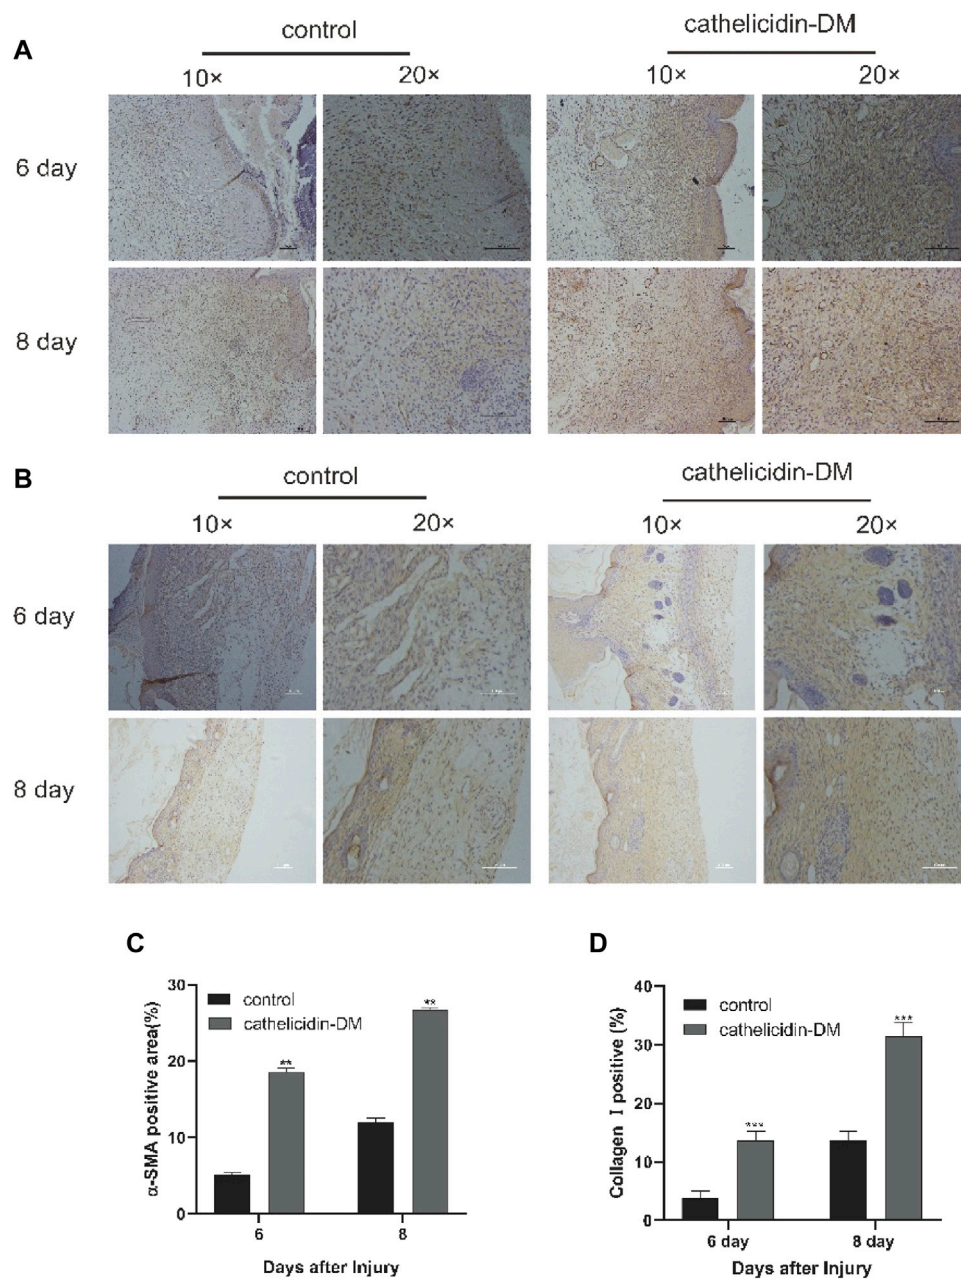 A
control
cathelicidin-DM
10×
20×
10×
20×
6 day
8 day
B
control
cathelicidin-DM
10×
20×
10×
20×
6 day
8 day
C
30
20
10
0
α-SMA positive area(%)
control
cathelicidin-DM
**
**
6
8
Days after Injury
D
40
30
20
10
0
Collagen I positive (%)
control
cathelicidin-DM
***
***
6 day
8 day
Days after Injury